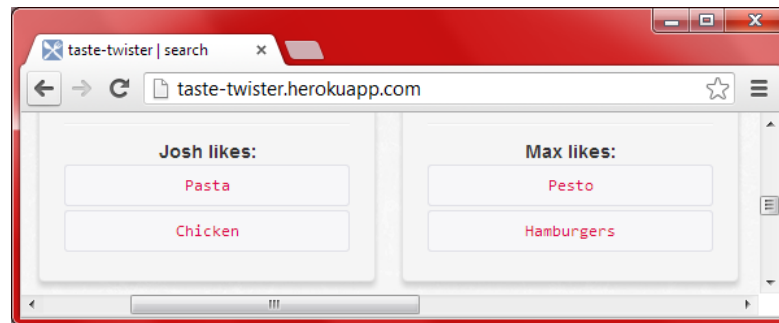 taste-twister | search
taste-twister.herokuapp.com
Josh likes:
Pasta
Chicken
Max likes:
Pesto
Hamburgers